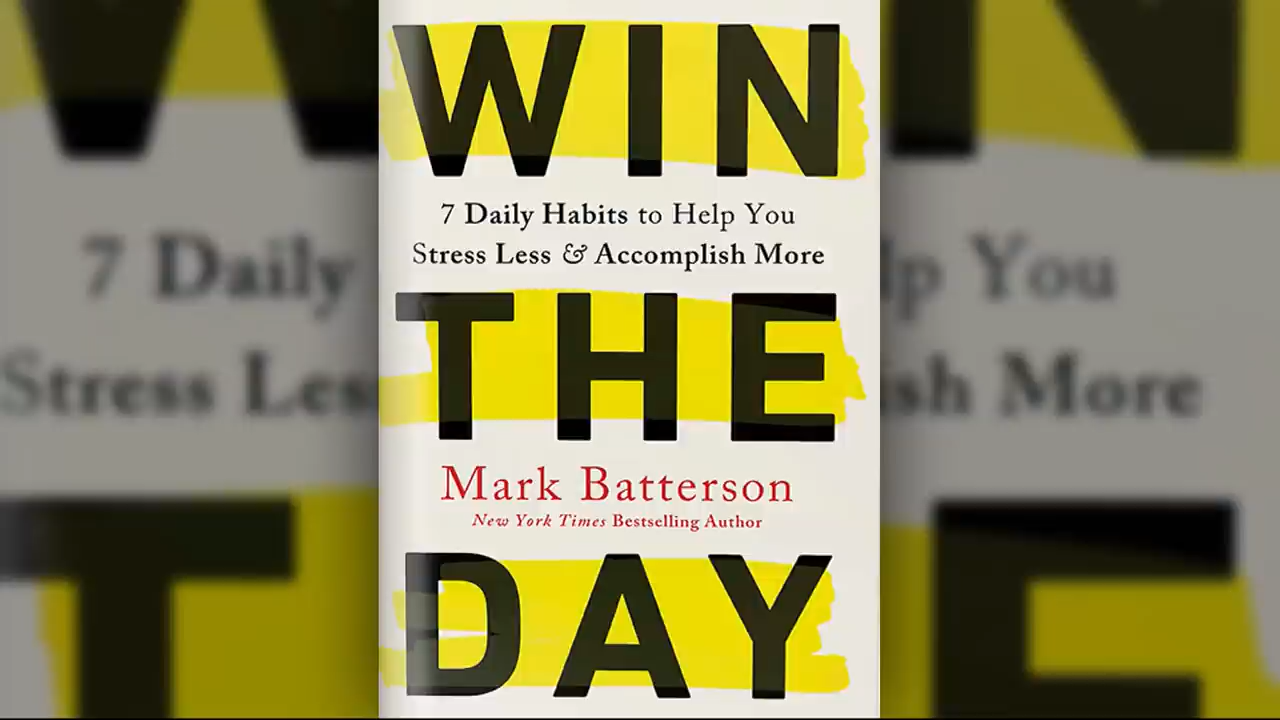 WIN
7 Daily Habits to Help You
Stress Less & Accomplish More
THE
Mark Batterson
New York Times Bestselling Author
DAY